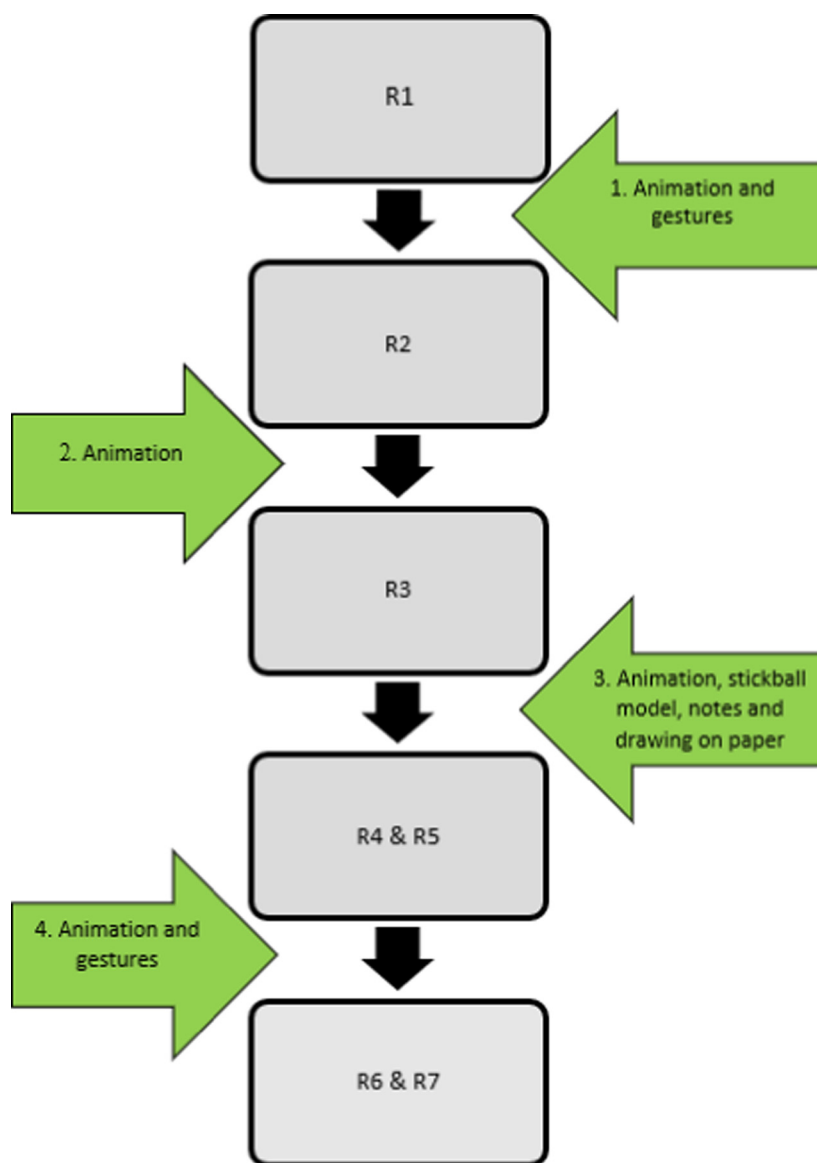 R1
1. Animation and
gestures
R2
2. Animation
R3
3. Animation, stickball
model, notes and
drawing on paper
R4 & R5
4. Animation and
gestures
R6 & R7